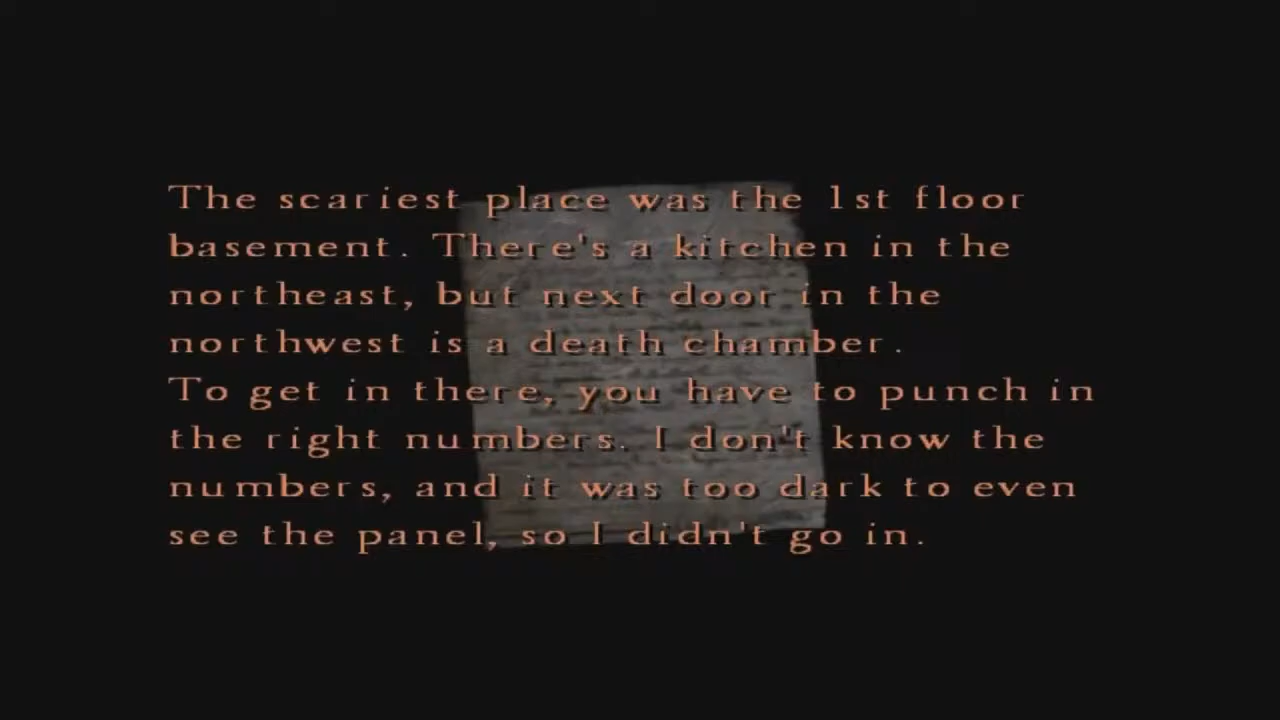 The scariest place was the 1st floor
basement. There's a kitchen in the
northeast, but next door in the
northwest is a death chamber.
To get in there, you have to punch in
the right numbers. I don't know the
numbers, and it was too dark to even
see the panel, so I didn't go in.